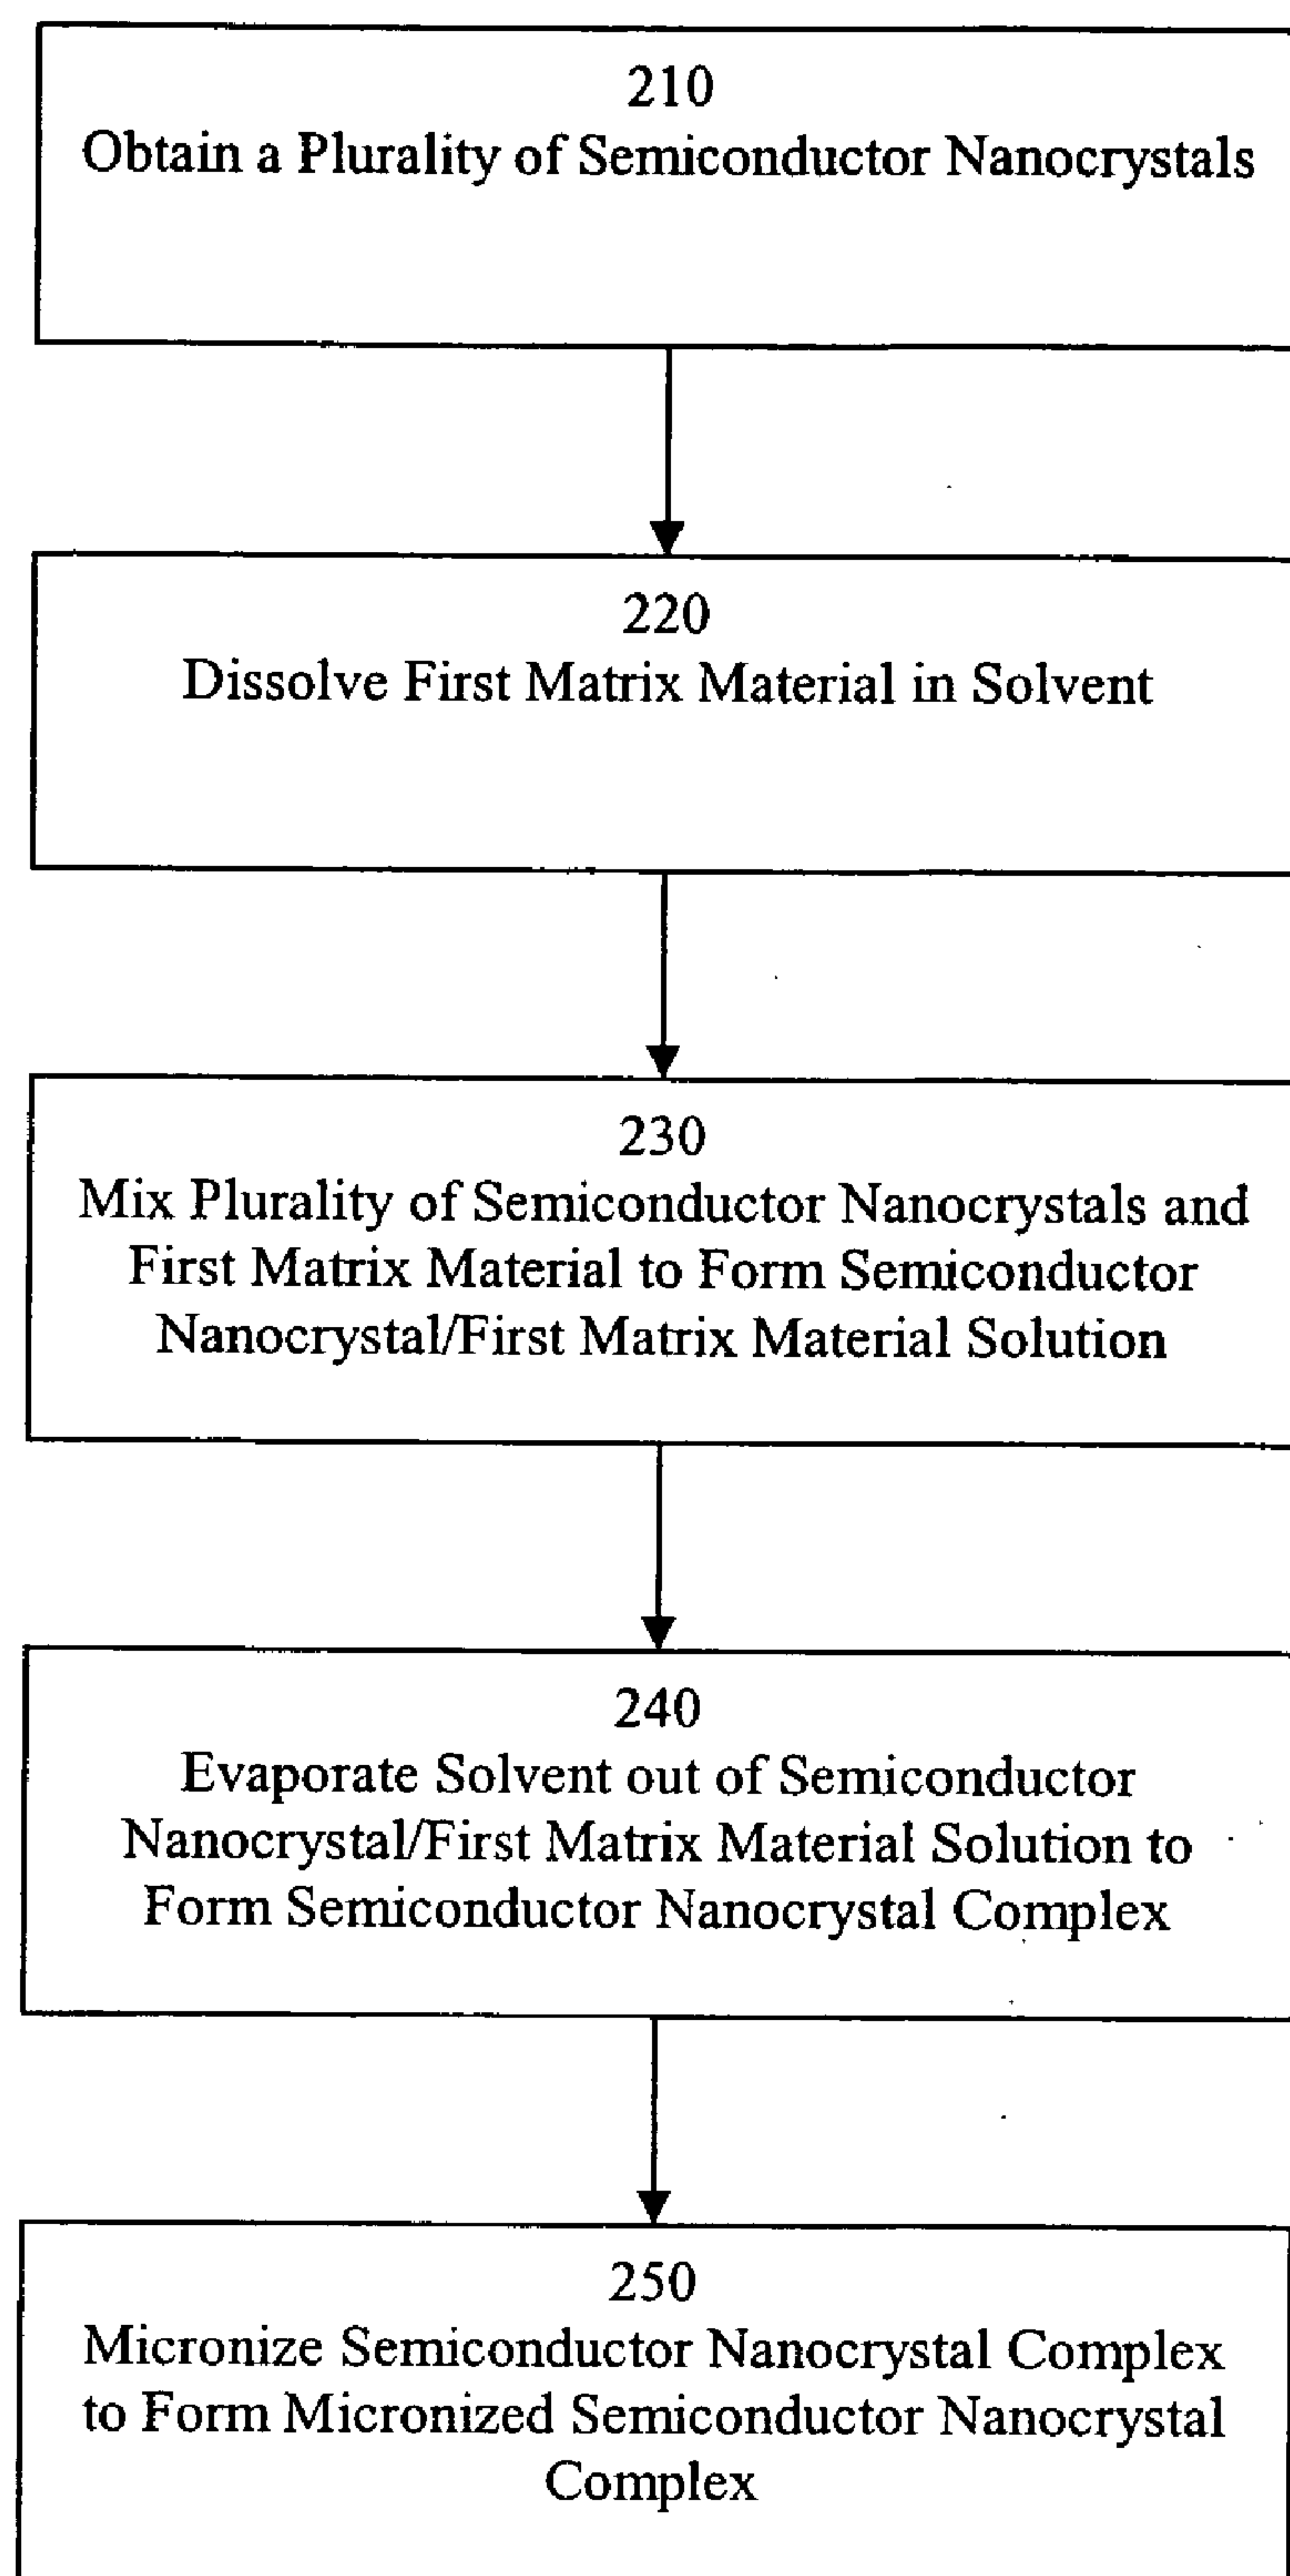 210
Obtain a Plurality of Semiconductor Nanocrystals
220
Dissolve First Matrix Material in Solvent
230
Mix Plurality of Semiconductor Nanocrystals and
First Matrix Material to Form Semiconductor
Nanocrystal/First Matrix Material Solution
240
Evaporate Solvent out of Semiconductor
Nanocrystal/First Matrix Material Solution to
Form Semiconductor Nanocrystal Complex
250
Micronize Semiconductor Nanocrystal Complex
to Form Micronized Semiconductor Nanocrystal
Complex